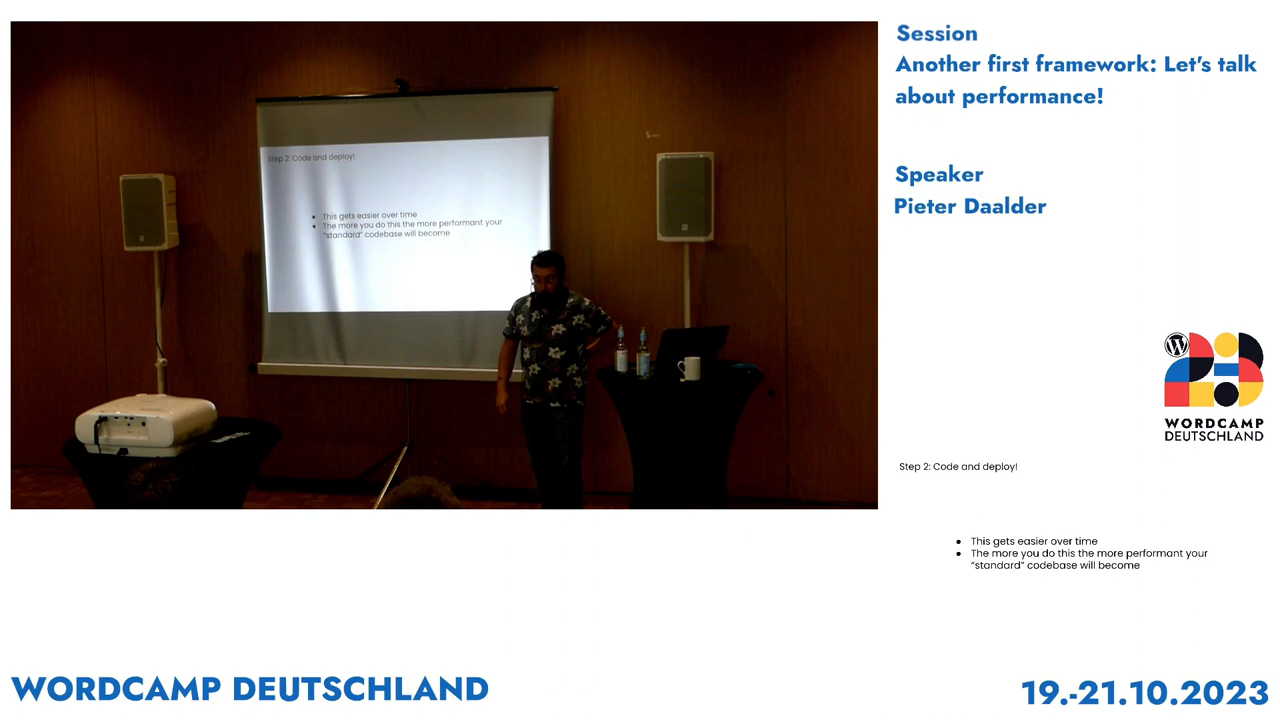 Session
Another first framework: Let's talk
about performance!
Speaker
Pieter Daalder
Step 2: Code and deploy!
• This gets easier over time
• The more you do this the more performant your
"standard" codebase will become
W
WORDCAMP
DEUTSCHLAND
Step 2: Code and deploy!
• This gets easier over time
• The more you do this the more performant your
"standard" codebase will become
WORDCAMP DEUTSCHLAND
19.-21.10.2023